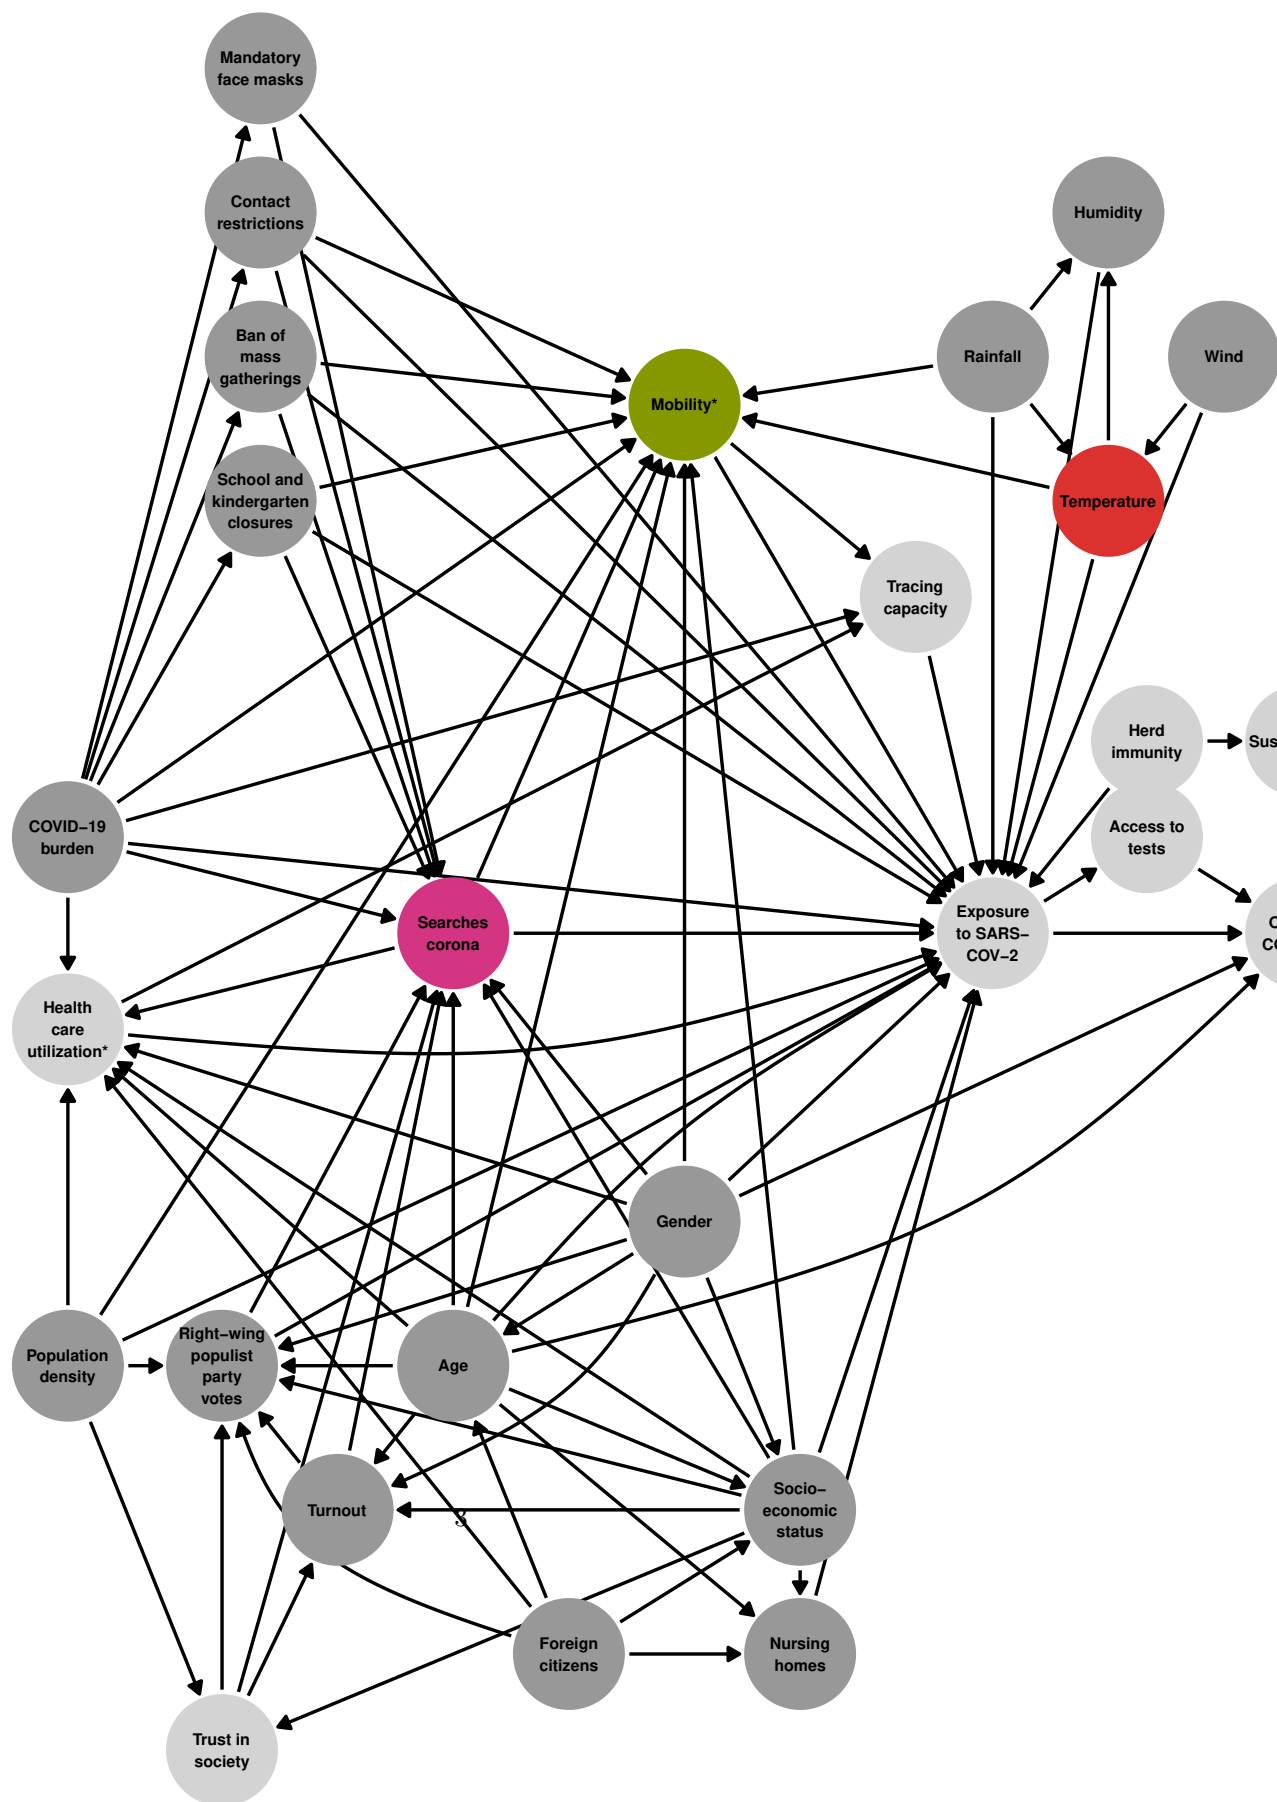 Mandatory
face masks
Contact
restrictions
Humidity
Ban of
mass
gatherings
Rainfall
Wind
Mobility*
School and
kindergarten
closures
Temperature
Tracing
capacity
Herd
immunity
Sus
COVID−19
burden
Access to
tests
Searches
corona
Exposure
to SARS−
COV−2
Health
care
utilization*
Gender
Population
density
Right−wing
populist
party
votes
Age
Turnout
3
Socio−
economic
status
Foreign
citizens
Nursing
homes
Trust in
society